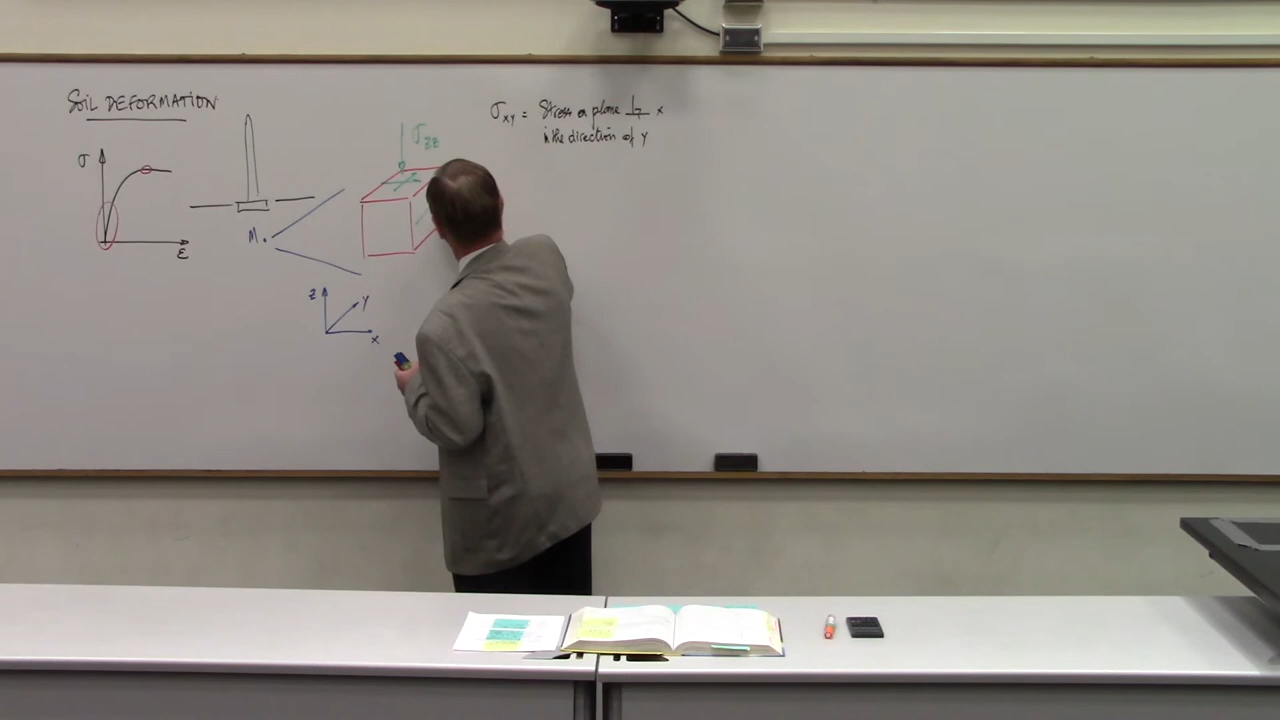 SOIL DEFORMATION
σ
ε
M.
σzz
z
y
x
σxy = Stress on plane ⊥ x
in the direction of y